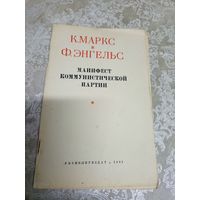 К. МАРКС
и
Ф. ЭНГЕЛЬС
МАНИФЕСТ
КОММУНИСТИЧЕСКОЙ
ПАРТИИ